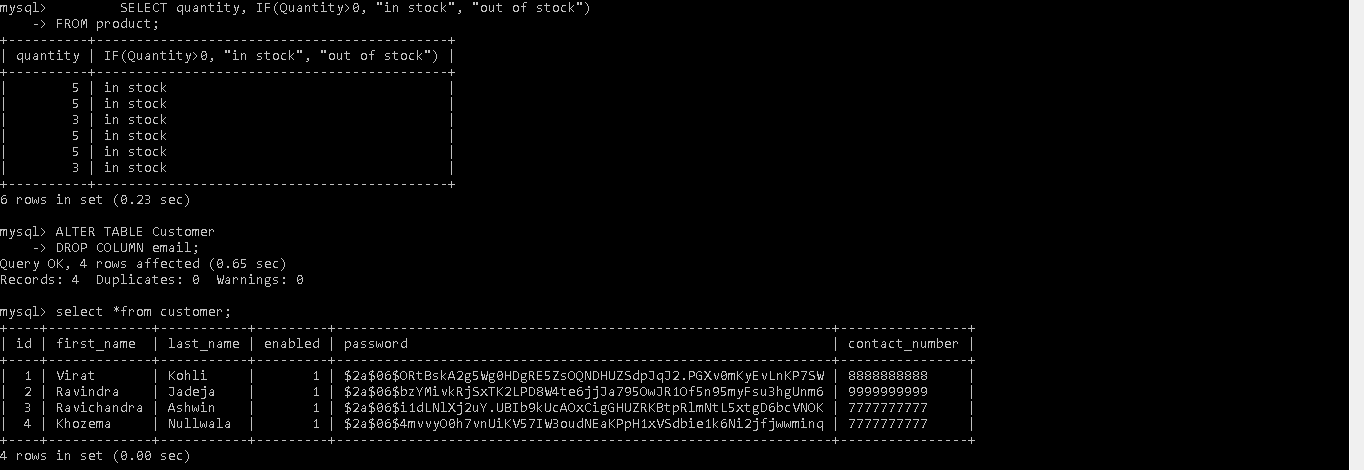 mysql>         SELECT quantity, IF(Quantity>0, "in stock", "out of stock")
    -> FROM product;
+----------+--------------------------------------------+
| quantity | IF(Quantity>0, "in stock", "out of stock") |
+----------+--------------------------------------------+
|        5 | in stock                                   |
|        5 | in stock                                   |
|        3 | in stock                                   |
|        5 | in stock                                   |
|        5 | in stock                                   |
|        3 | in stock                                   |
+----------+--------------------------------------------+
6 rows in set (0.23 sec)
mysql> ALTER TABLE Customer
    -> DROP COLUMN email;
Query OK, 4 rows affected (0.65 sec)
Records: 4  Duplicates: 0  Warnings: 0
mysql> select *from customer;
+----+-------------+-----------+---------+--------------------------------------------------------------+----------------+
| id | first_name  | last_name | enabled | password                                                     | contact_number |
+----+-------------+-----------+---------+--------------------------------------------------------------+----------------+
|  1 | Virat       | Kohli     |       1 | $2a$06$ORtBskA2g5Wg0HDgRE5ZsOQNDHUZSdpJqJ2.PGXv0mKyEvLnKP7SW | 8888888888     |
|  2 | Ravindra    | Jadeja    |       1 | $2a$06$bzYMivkRjSxTK2LPD8W4te6jjJa795OwJR1Of5n95myFsu3hgUnm6 | 9999999999     |
|  3 | Ravichandra | Ashwin    |       1 | $2a$06$i1dLNlXj2uY.UBIb9kUcAOxCigGHUZRKBtpRlmNtL5xtgD6bcVNOK | 7777777777     |
|  4 | Khozema     | Nullwala  |       1 | $2a$06$4mvvyO0h7vnUiKV57IW3oudNEaKPpH1xVSdbie1k6Ni2jfjwwminq | 7777777777     |
+----+-------------+-----------+---------+--------------------------------------------------------------+----------------+
4 rows in set (0.00 sec)